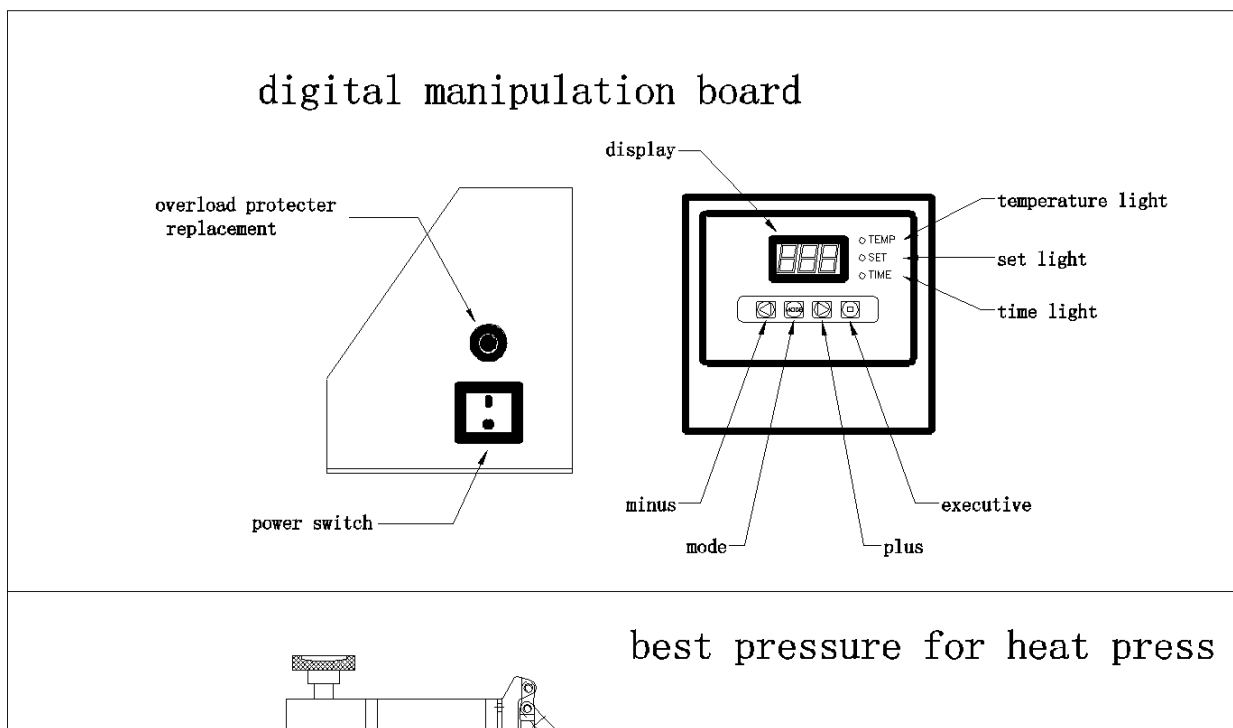 digital manipulation board
display
overload protecter
replacement
temperature light
TEMP
SET
set light
TIME
time light
MODE
minus
executive
power switch
mode
plus
best pressure for heat press